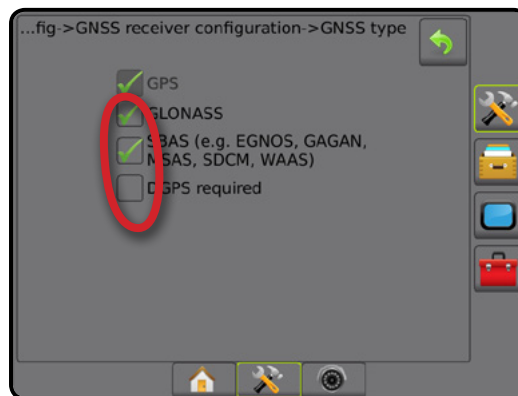 ...fig->GNSS receiver configuration->GNSS type
GPS
GLONASS
SBAS (e.g. EGNOS, GAGAN,
MSAS, SDCM, WAAS)
DGPS required